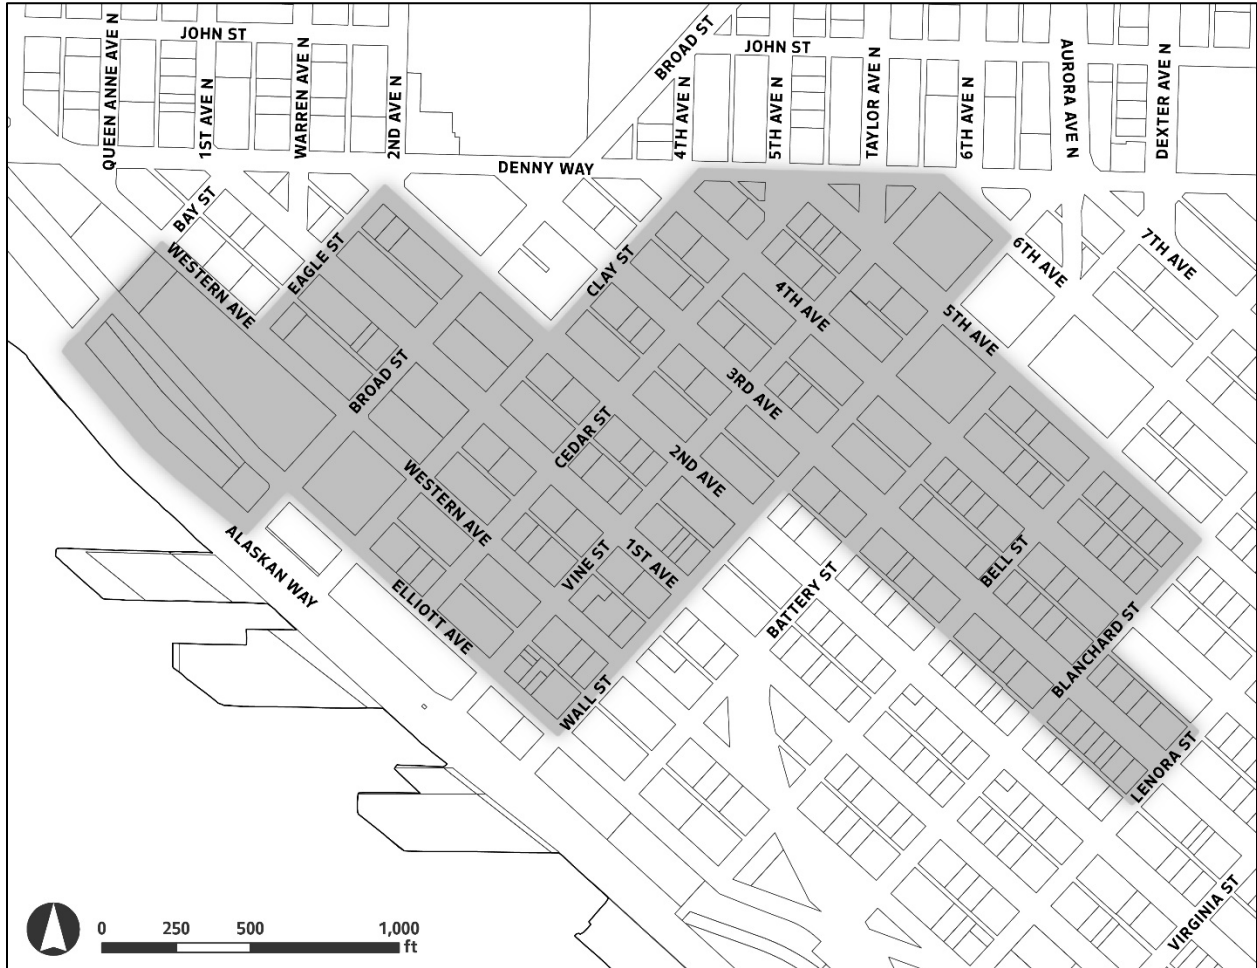 JOHN ST
BROAD ST
JOHN ST
QUEEN ANNE AVE N
1ST AVE N
WARREN AVE N
2ND AVE N
4TH AVE N
5TH AVE N
TAYLOR AVE N
6TH AVE N
AURORA AVE N
DEXTER AVE N
DENNY WAY
BAY ST
WESTERN AVE
EAGLE ST
CLAY ST
6TH AVE
7TH AVE
4TH AVE
5TH AVE
BROAD ST
3RD AVE
CEDAR ST
2ND AVE
WESTERN AVE
VINE ST
1ST AVE
BELL ST
ALASKAN WAY
ELLIOTT AVE
BATTERY ST
BLANCHARD ST
WALL ST
LENORA ST
VIRGINIA ST
0 250 500 1,000
ft